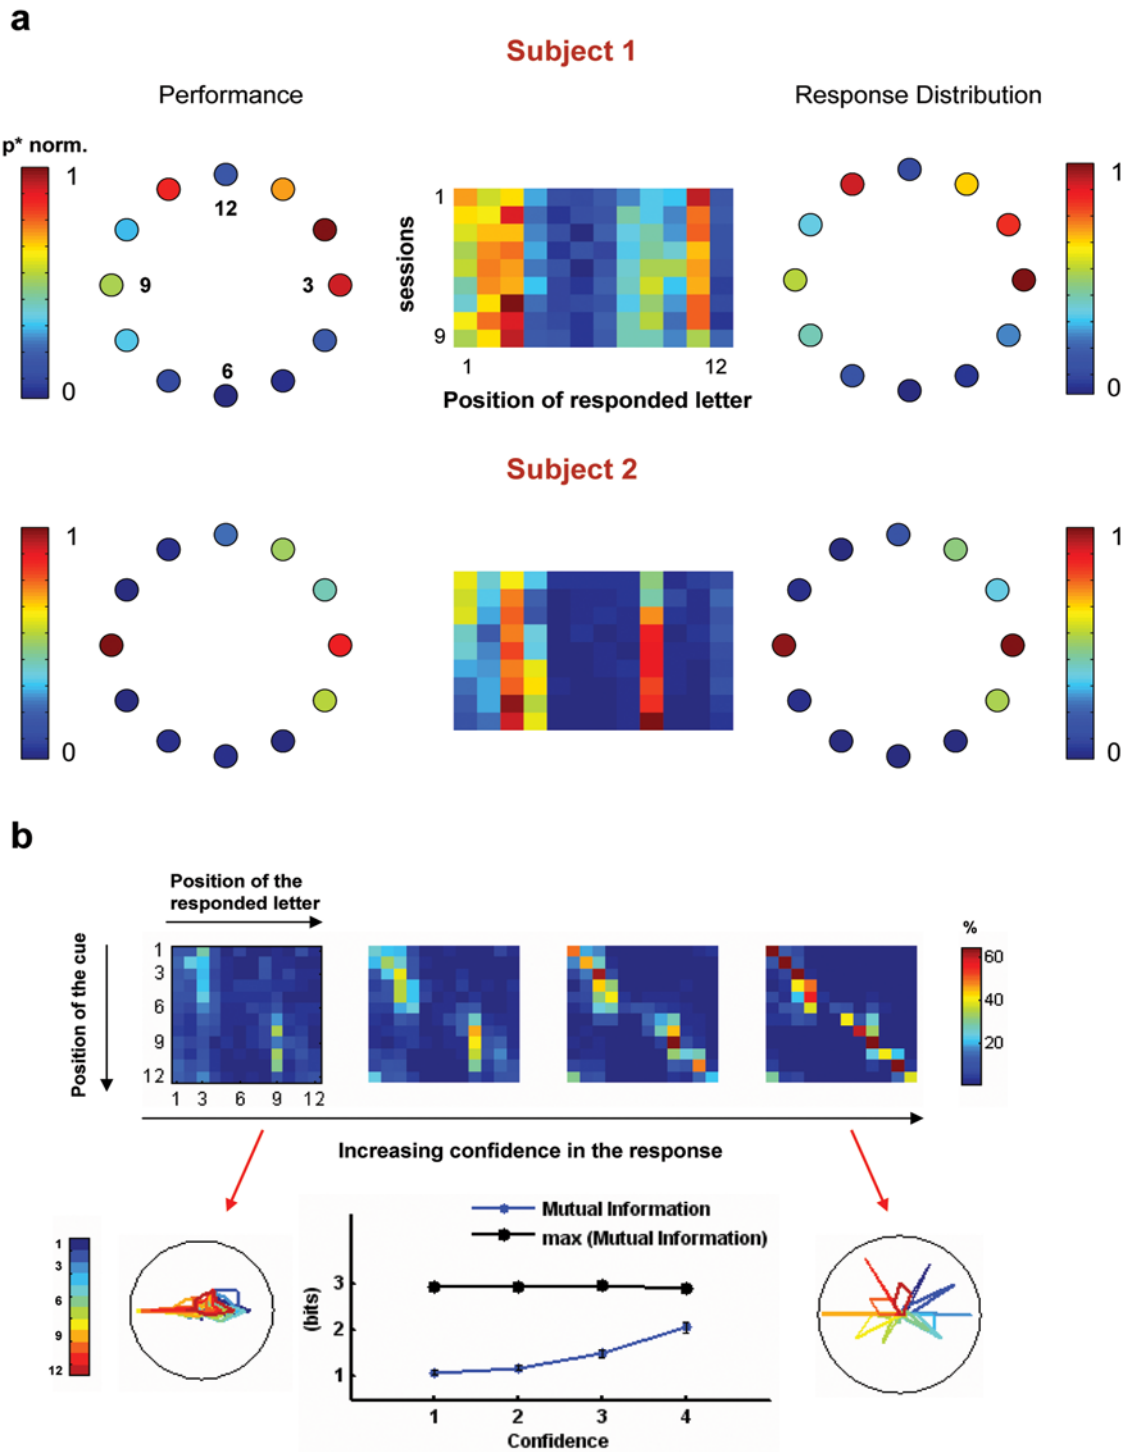 a
Subject 1
Performance
Response Distribution
p* norm.
1
0
12
9
3
6
sessions
1
9
1
12
Position of responded letter
1
0
Subject 2
1
0
1
0
b
Position of the
responded letter
Position of the cue
1
3
6
9
12
1 3 6 9 12
%
60
40
20
Increasing confidence in the response
1
3
6
9
12
Mutual Information
max (Mutual Information)
(bits)
3
2
1
1 2 3 4
Confidence